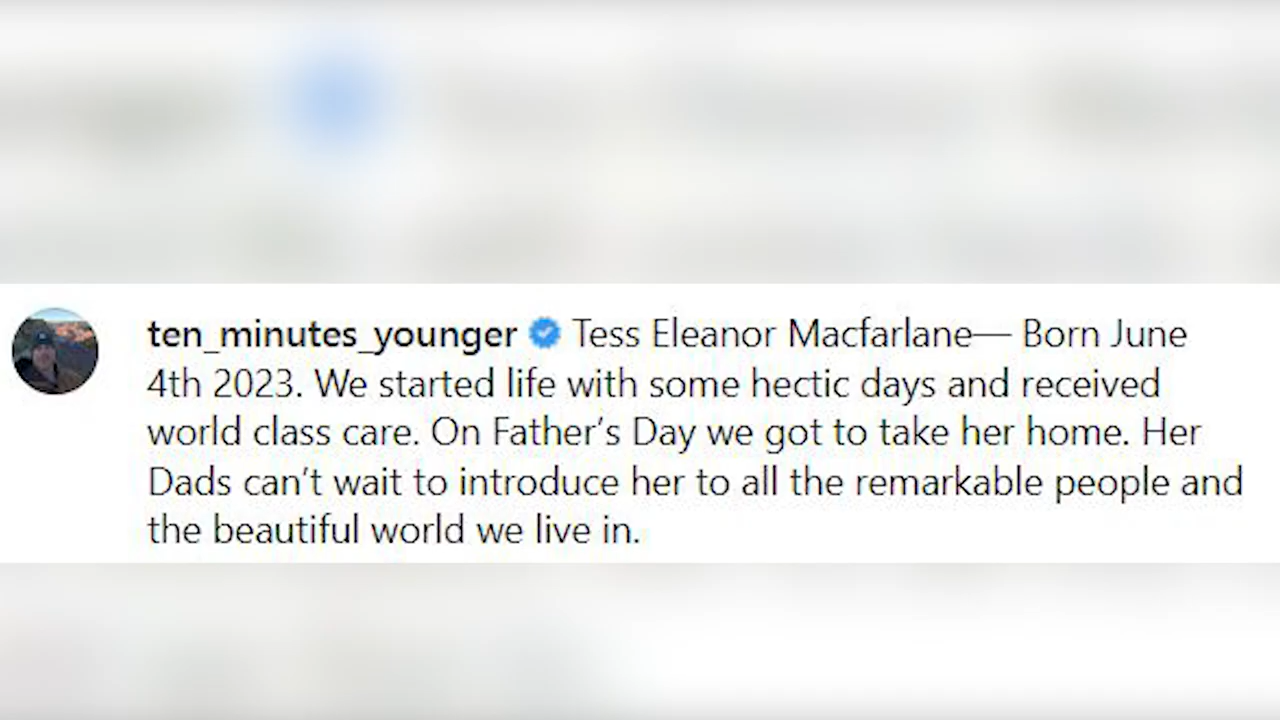 ten_minutes_younger Tess Eleanor Macfarlane— Born June
4th 2023. We started life with some hectic days and received
world class care. On Father’s Day we got to take her home. Her
Dads can’t wait to introduce her to all the remarkable people and
the beautiful world we live in.